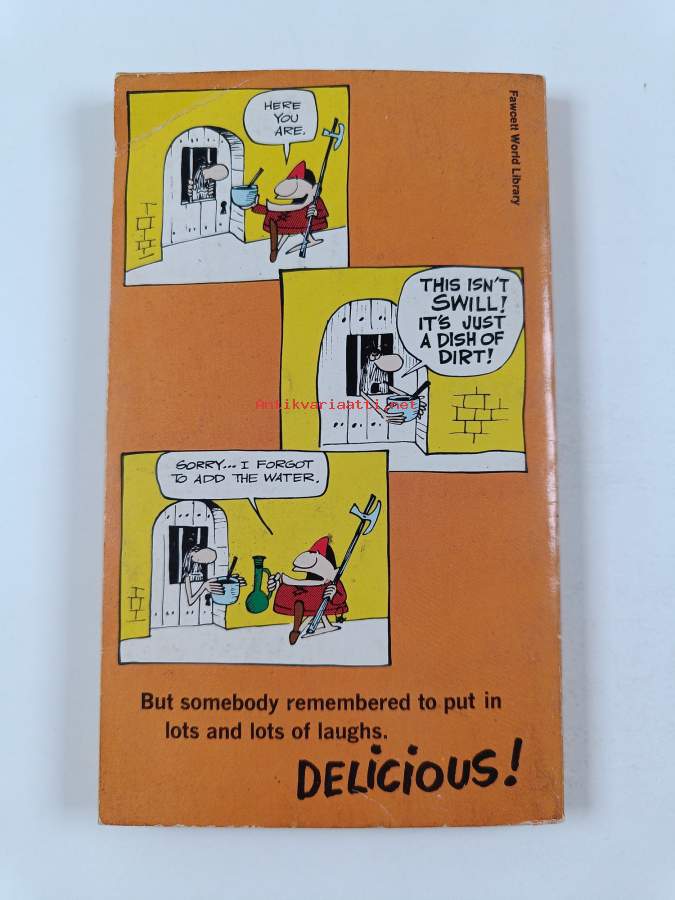 Fawcett World Library
HERE
YOU
ARE.
THIS ISN'T
SWILL!
IT'S JUST
A DISH OF
DIRT!
Antikvariaatti.net
SORRY... I FORGOT
TO ADD THE WATER.
But somebody remembered to put in
lots and lots of laughs.
DELICIOUS!